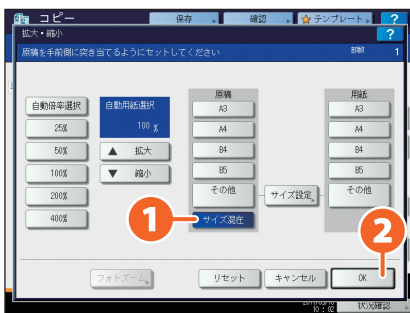 コピー 保存 確認 テンプレート ?
拡大・縮小 ?
原稿を手前側に突き当てるようにセットしてください 部数 1
原稿 用紙
自動倍率選択 自動用紙選択 A3 A3
25% 100 % A4 A4
50% ▲ 拡大 B4 B4
100% ▼ 縮小 B5 B5
200% その他 サイズ設定 その他
400% 1 サイズ混在 2
フォトズーム リセット キャンセル OK
10:02 状況確認